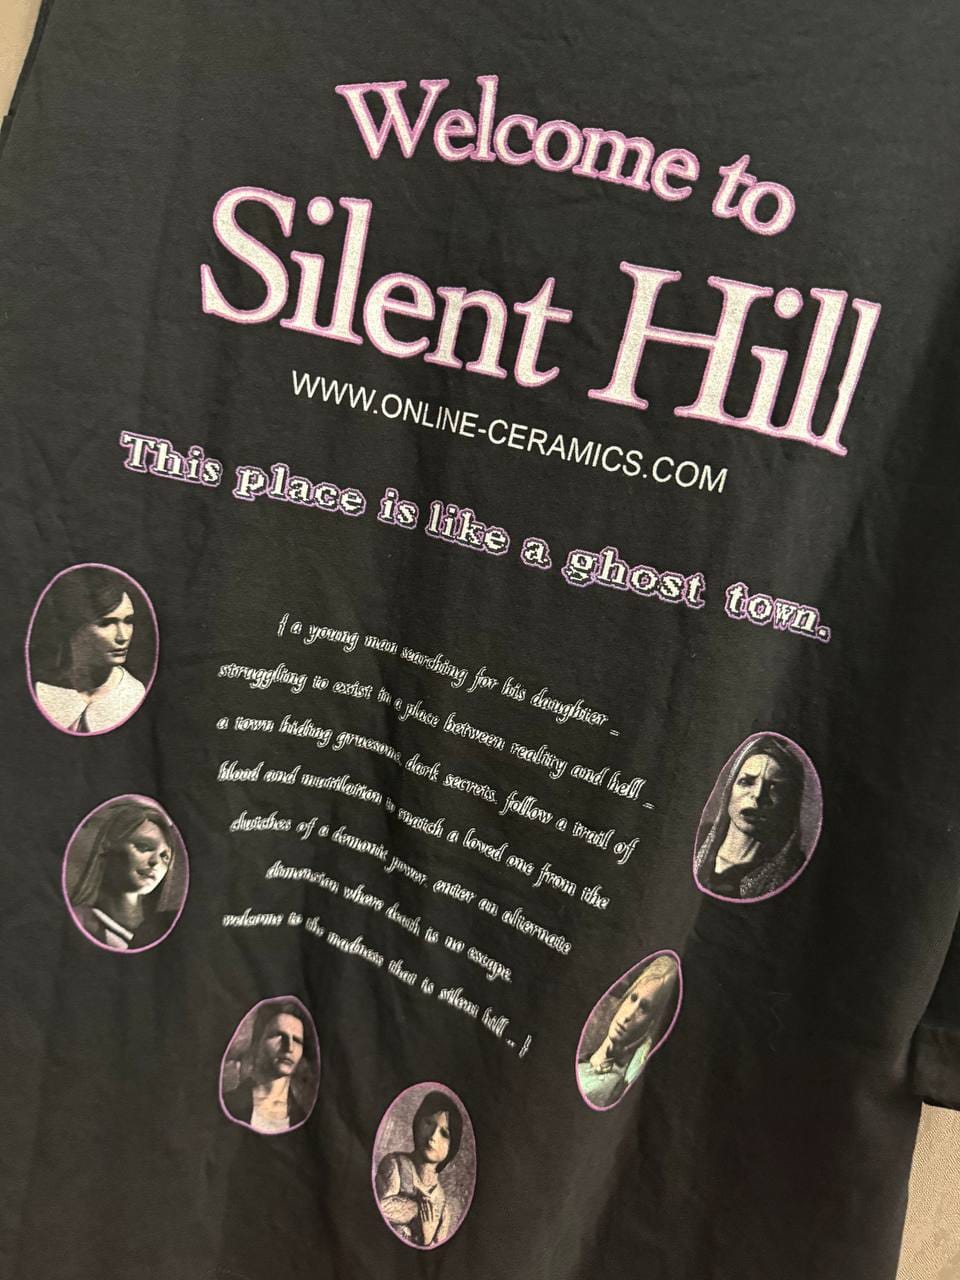 Welcome to
Silent Hill
WWW.ONLINE-CERAMICS.COM
This place is like a ghost town.
{ a young man searching for his daughter ..
struggling to exist in a place between reality and hell ..
a town hiding gruesome, dark secrets. follow a trail of
blood and mutilation to snatch a loved one from the
clutches of a demonic power. enter an alternate
dimension where death is no escape.
welcome to the madness that is silent hill .. }